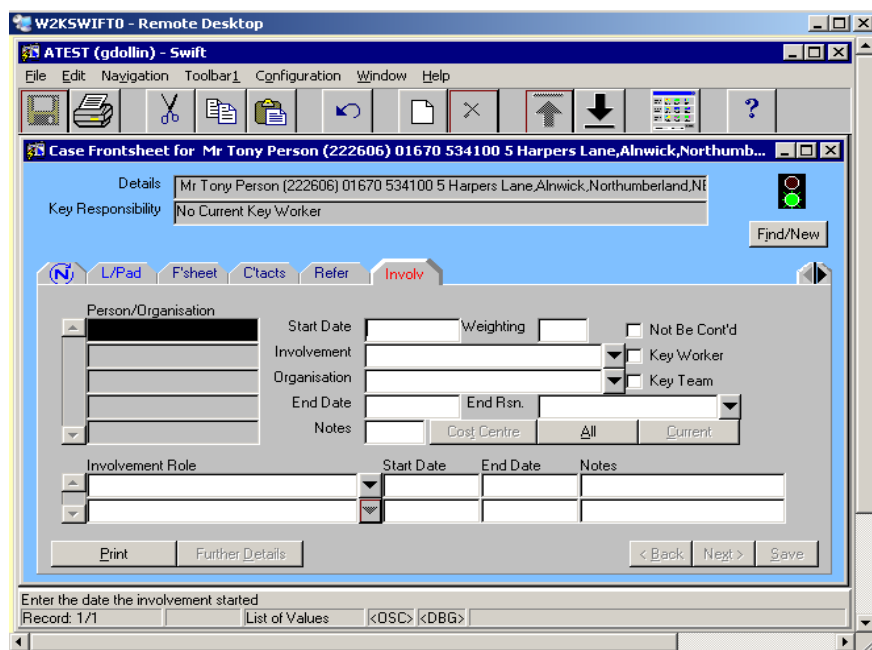 W2KSWIFT0 - Remote Desktop
ATEST (gdollin) - Swift
File Edit Navigation Toolbar1 Configuration Window Help
?
Case Frontsheet for Mr Tony Person (222606) 01670 534100 5 Harpers Lane,Alnwick,Northumb...
Details Mr Tony Person (222606) 01670 534100 5 Harpers Lane,Alnwick,Northumberland,NE
Key Responsibility No Current Key Worker
Find/New
N L/Pad F'sheet C'tacts Refer Involv
Person/Organisation
Start Date Weighting Not Be Cont'd
Involvement Key Worker
Organisation Key Team
End Date End Rsn.
Notes Cost Centre All Current
Involvement Role Start Date End Date Notes
Print Further Details < Back Next > Save
Enter the date the involvement started
Record: 1/1 List of Values <OSC> <DBG>